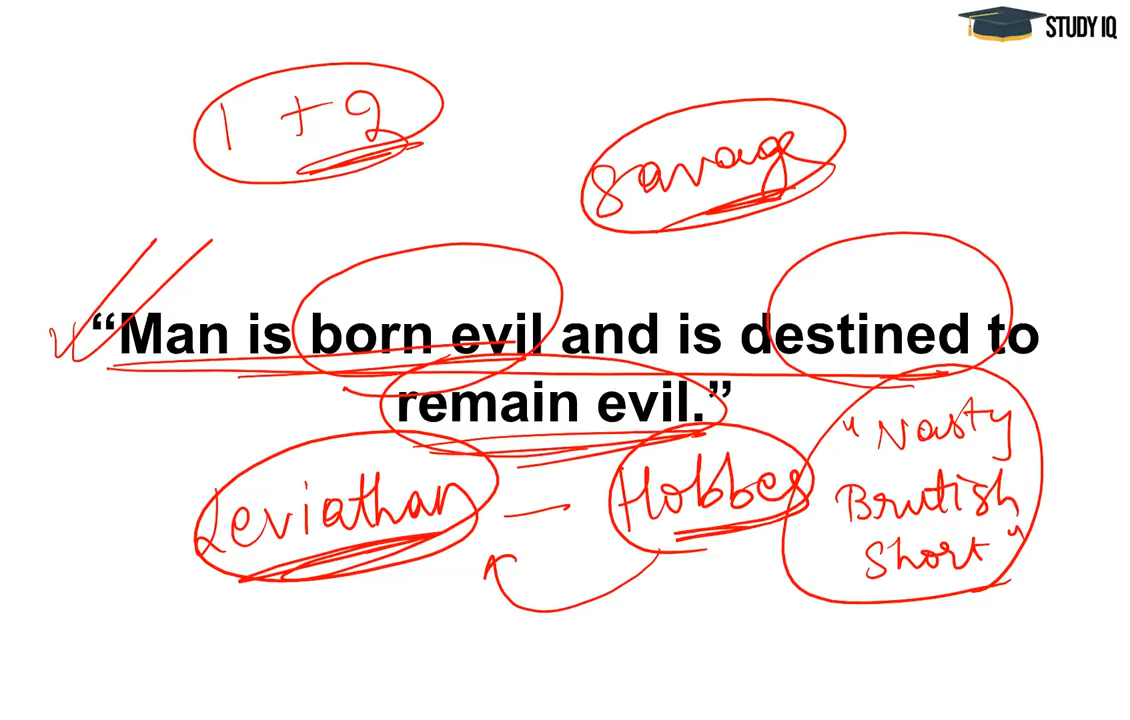 STUDY IQ
1 + 2
savage
“Man is born evil and is destined to
remain evil.”
Leviathan – Hobbes
"Nasty
Brutish
Short"